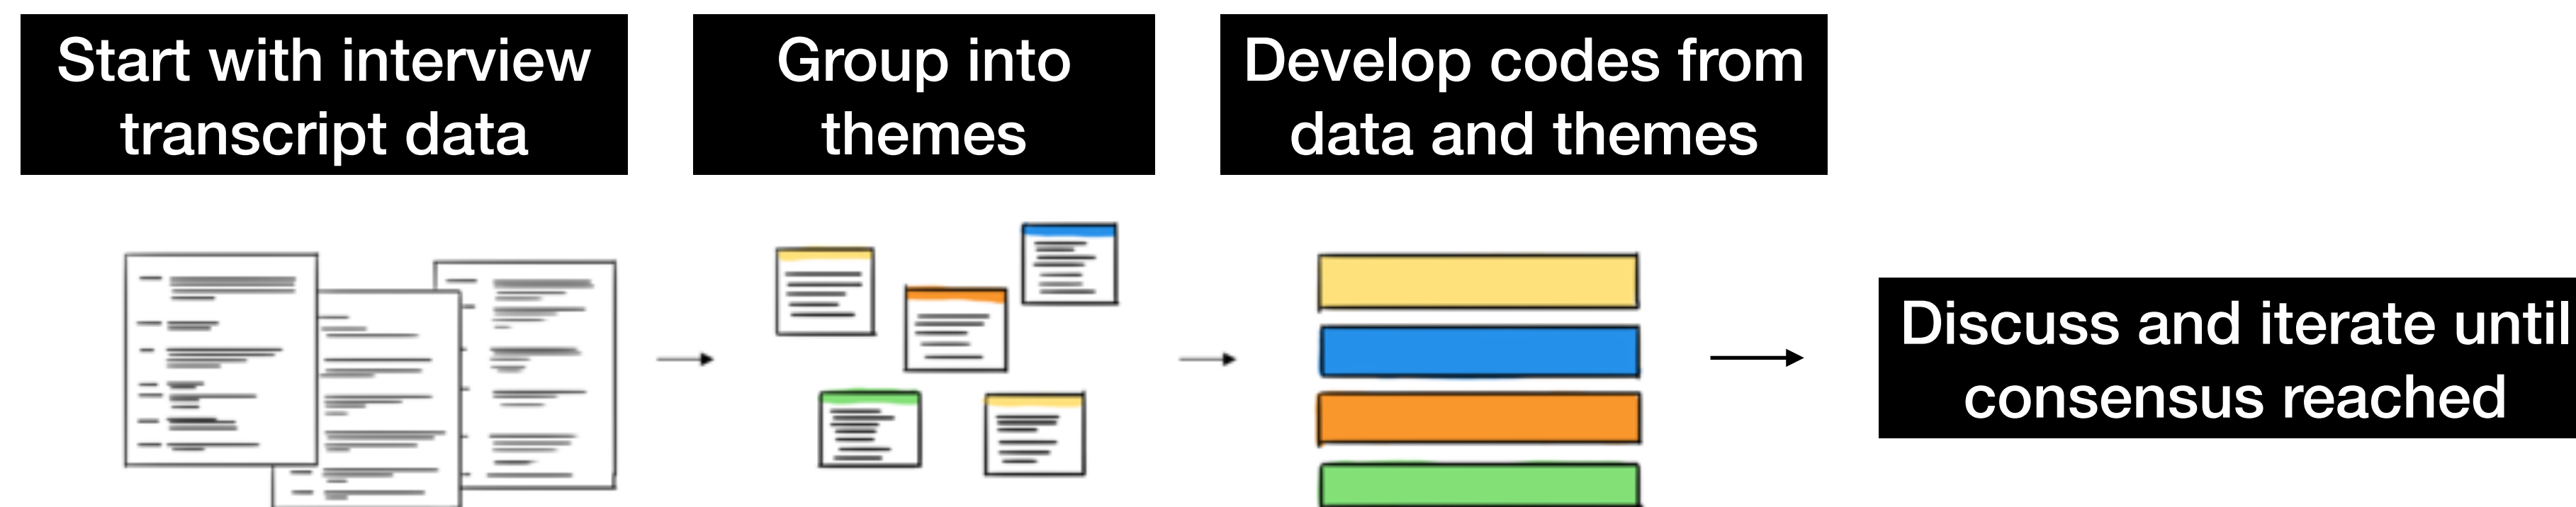 Start with interview
transcript data
Group into
themes
Develop codes from
data and themes
Discuss and iterate until
consensus reached